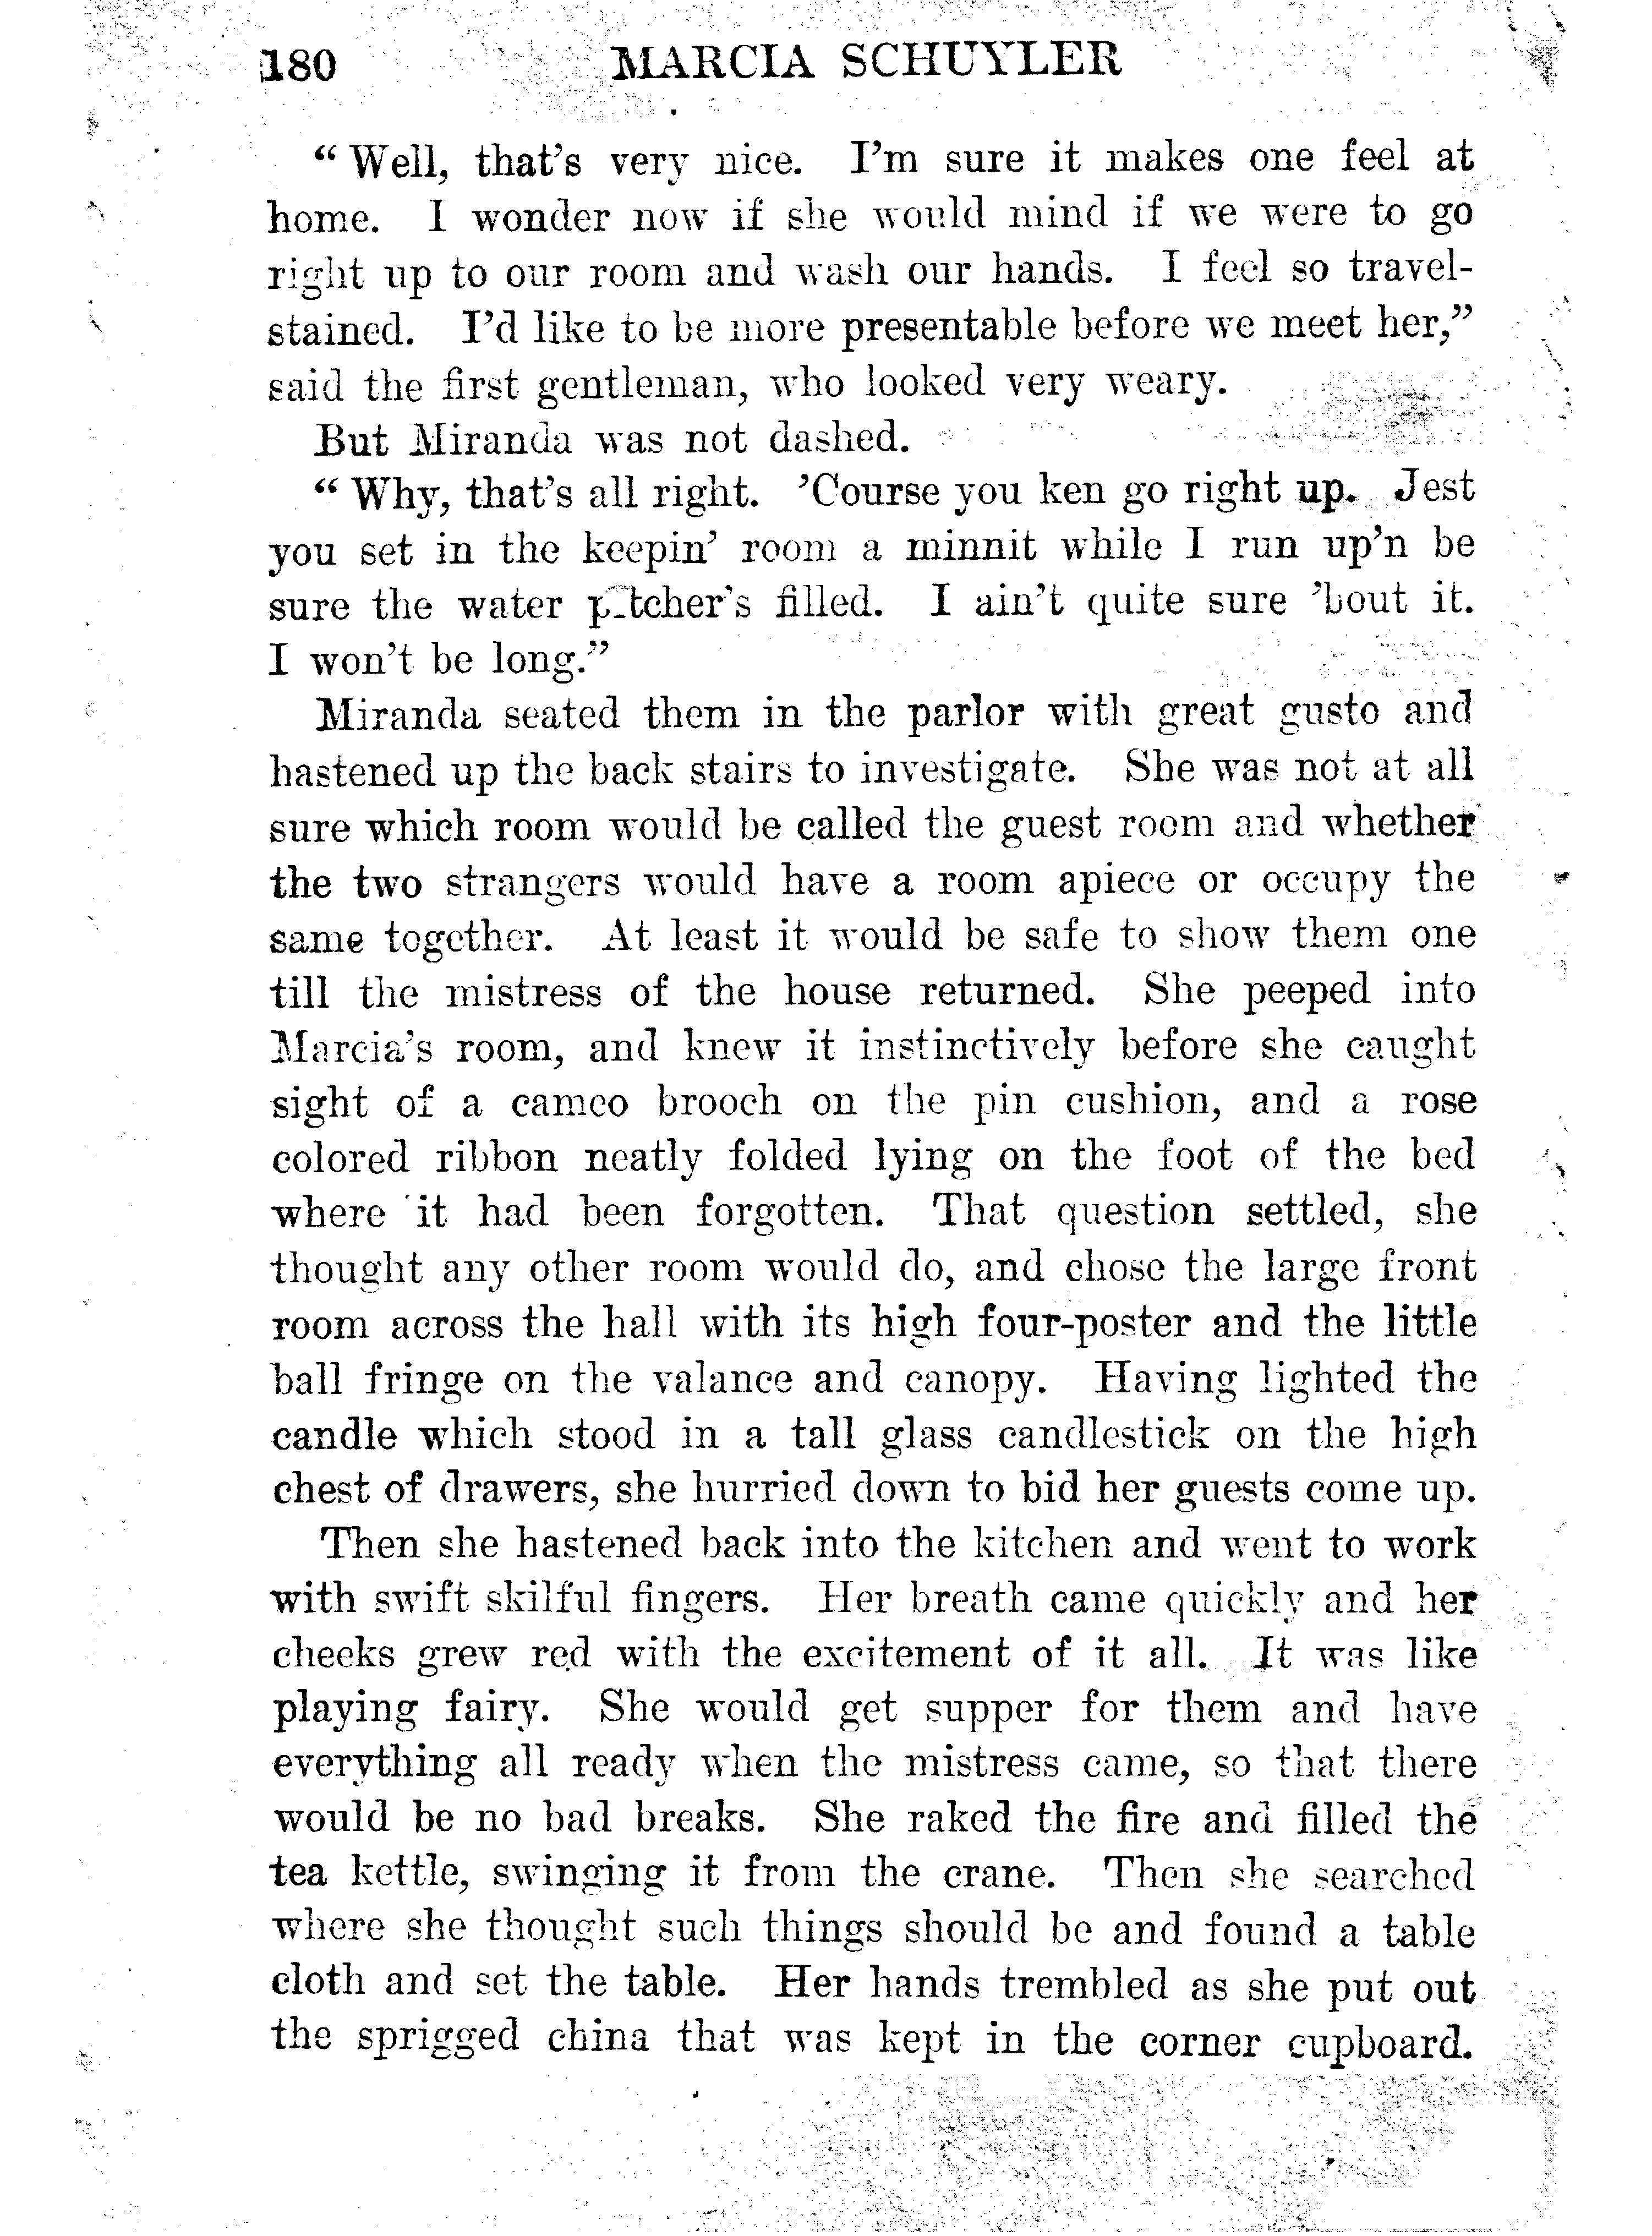 180 MARCIA SCHUYLER
“ Well, that’s very nice. I’m sure it makes one feel at
home. I wonder now if she would mind if we were to go
right up to our room and wash our hands. I feel so travel-
stained. I’d like to be more presentable before we meet her,”
said the first gentleman, who looked very weary.
But Miranda was not dashed.
“ Why, that’s all right. ’Course you ken go right up. Jest
you set in the keepin’ room a minnit while I run up’n be
sure the water pitcher’s filled. I ain’t quite sure ’bout it.
I won’t be long.”
Miranda seated them in the parlor with great gusto and
hastened up the back stairs to investigate. She was not at all
sure which room would be called the guest room and whether
the two strangers would have a room apiece or occupy the
same together. At least it would be safe to show them one
till the mistress of the house returned. She peeped into
Marcia’s room, and knew it instinctively before she caught
sight of a cameo brooch on the pin cushion, and a rose
colored ribbon neatly folded lying on the foot of the bed
where it had been forgotten. That question settled, she
thought any other room would do, and chose the large front
room across the hall with its high four-poster and the little
ball fringe on the valance and canopy. Having lighted the
candle which stood in a tall glass candlestick on the high
chest of drawers, she hurried down to bid her guests come up.
Then she hastened back into the kitchen and went to work
with swift skilful fingers. Her breath came quickly and her
cheeks grew red with the excitement of it all. It was like
playing fairy. She would get supper for them and have
everything all ready when the mistress came, so that there
would be no bad breaks. She raked the fire and filled the
tea kettle, swinging it from the crane. Then she searched
where she thought such things should be and found a table
cloth and set the table. Her hands trembled as she put out
the sprigged china that was kept in the corner cupboard.